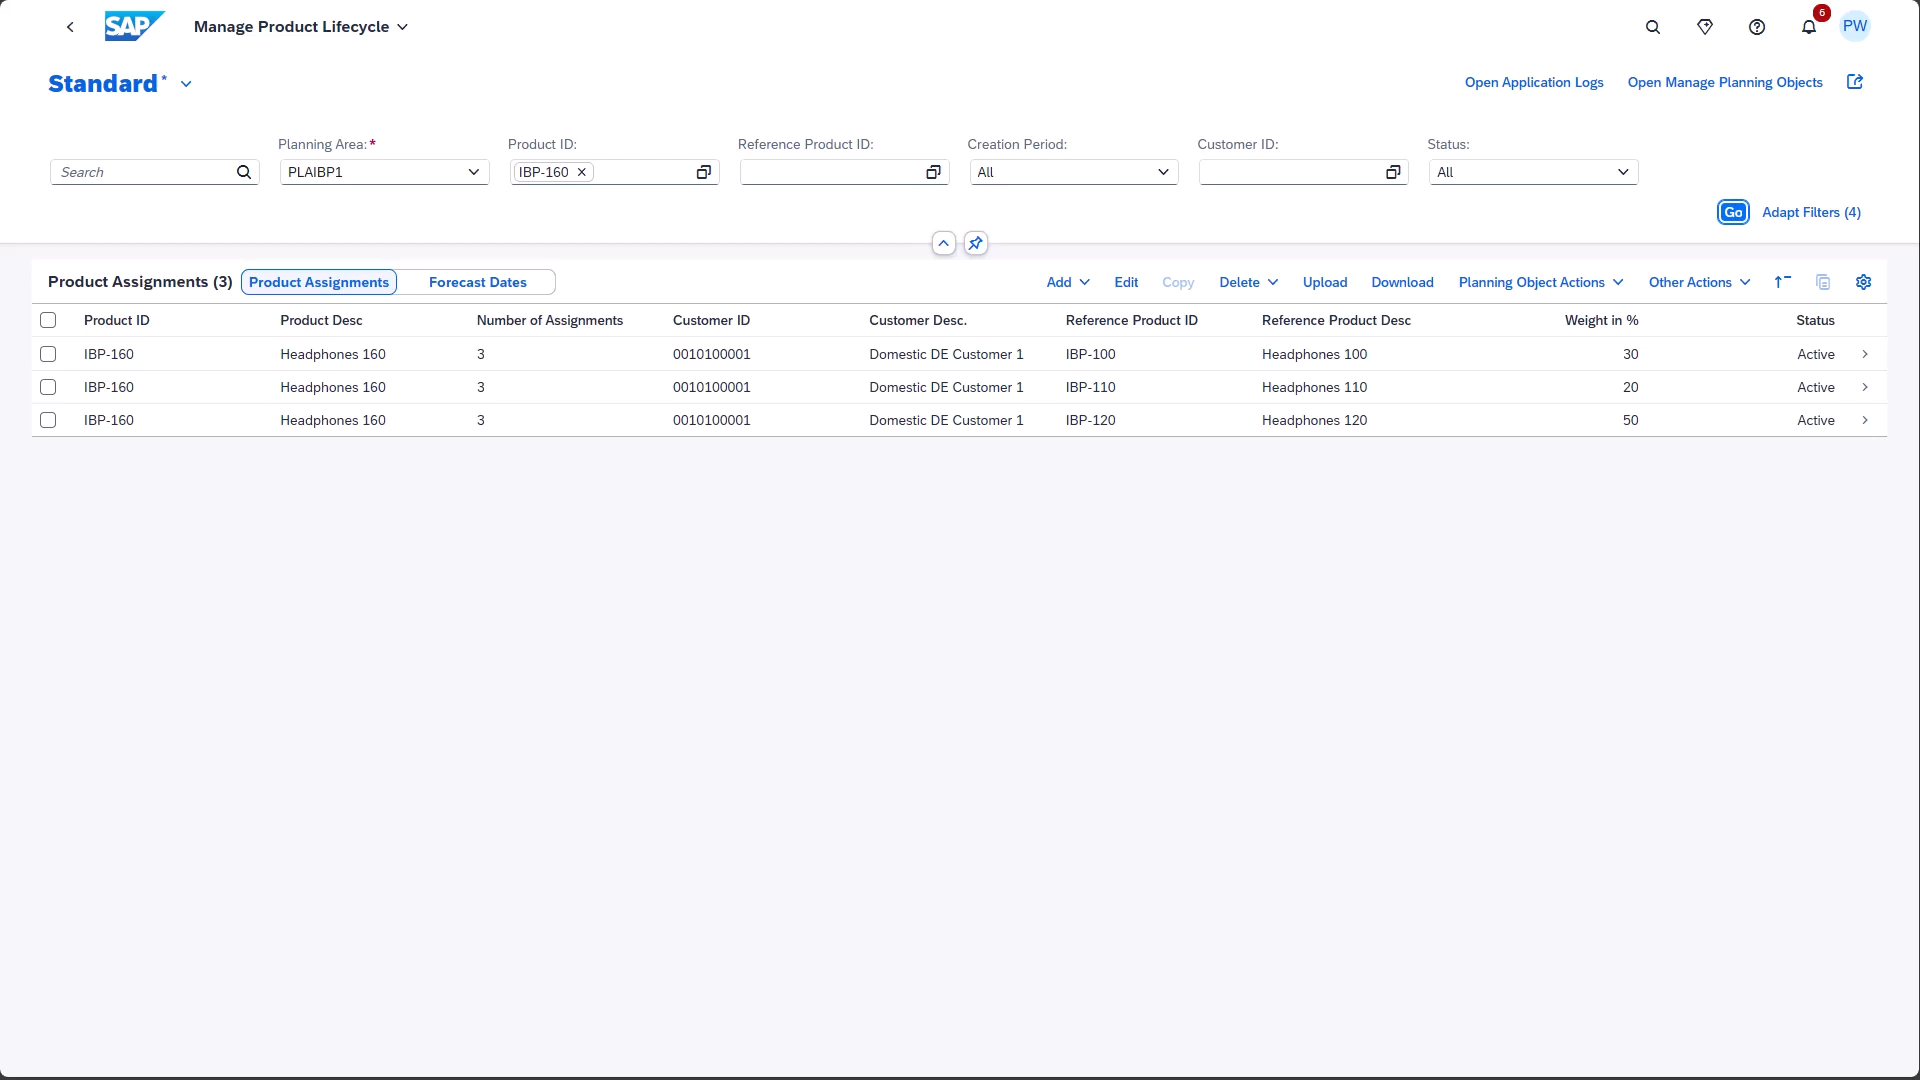 SAP Manage Product Lifecycle 6 PW
Standard* Open Application Logs Open Manage Planning Objects
Planning Area:* Product ID: Reference Product ID: Creation Period: Customer ID: Status:
Search PLAIBP1 IBP-160 All All
Go Adapt Filters (4)
Product Assignments (3) Product Assignments Forecast Dates Add Edit Copy Delete Upload Download Planning Object Actions Other Actions
Product ID Product Desc Number of Assignments Customer ID Customer Desc. Reference Product ID Reference Product Desc Weight in % Status
IBP-160 Headphones 160 3 0010100001 Domestic DE Customer 1 IBP-100 Headphones 100 30 Active
IBP-160 Headphones 160 3 0010100001 Domestic DE Customer 1 IBP-110 Headphones 110 20 Active
IBP-160 Headphones 160 3 0010100001 Domestic DE Customer 1 IBP-120 Headphones 120 50 Active